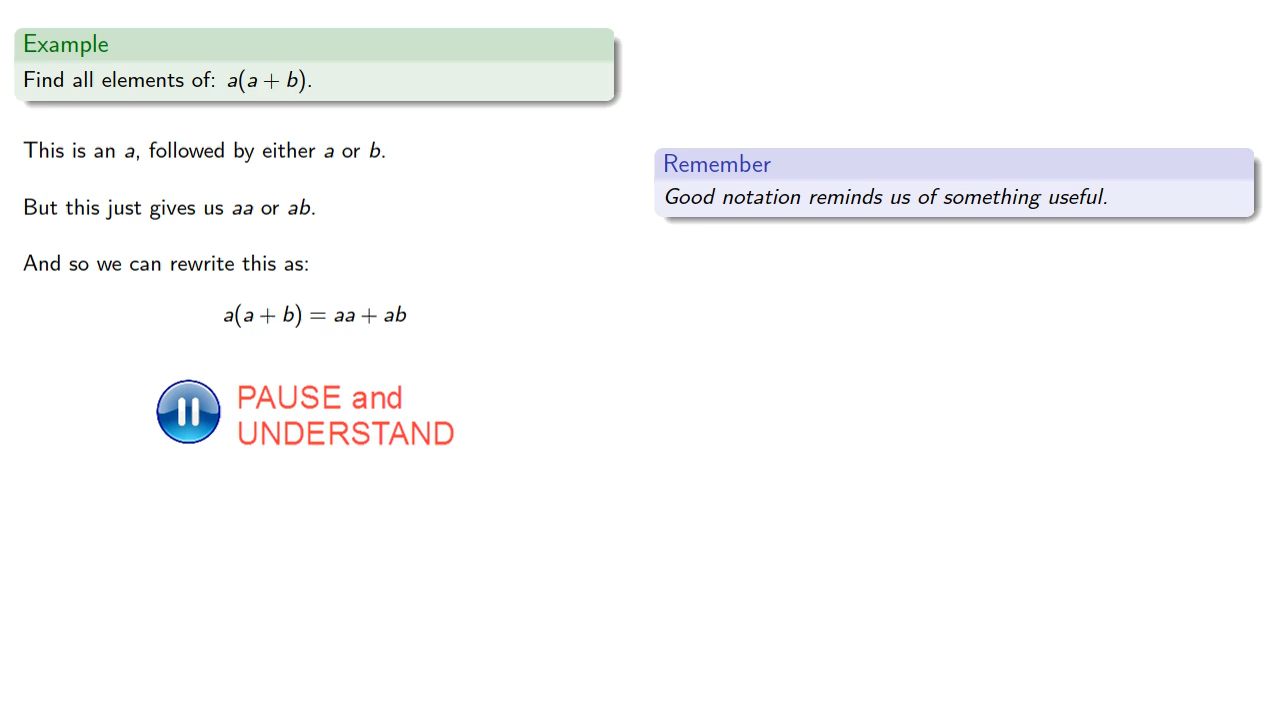 Example
Find all elements of: a(a + b).
This is an a, followed by either a or b.
But this just gives us aa or ab.
And so we can rewrite this as:
a(a + b) = aa + ab
PAUSE and
UNDERSTAND
Remember
Good notation reminds us of something useful.